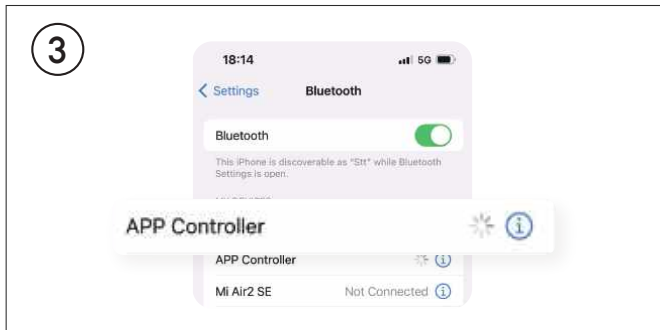 3
18:14
5G
Settings Bluetooth
Bluetooth
This iPhone is discoverable as "Stt" while Bluetooth
Settings is open.
APP Controller
APP Controller
Mi Air2 SE Not Connected